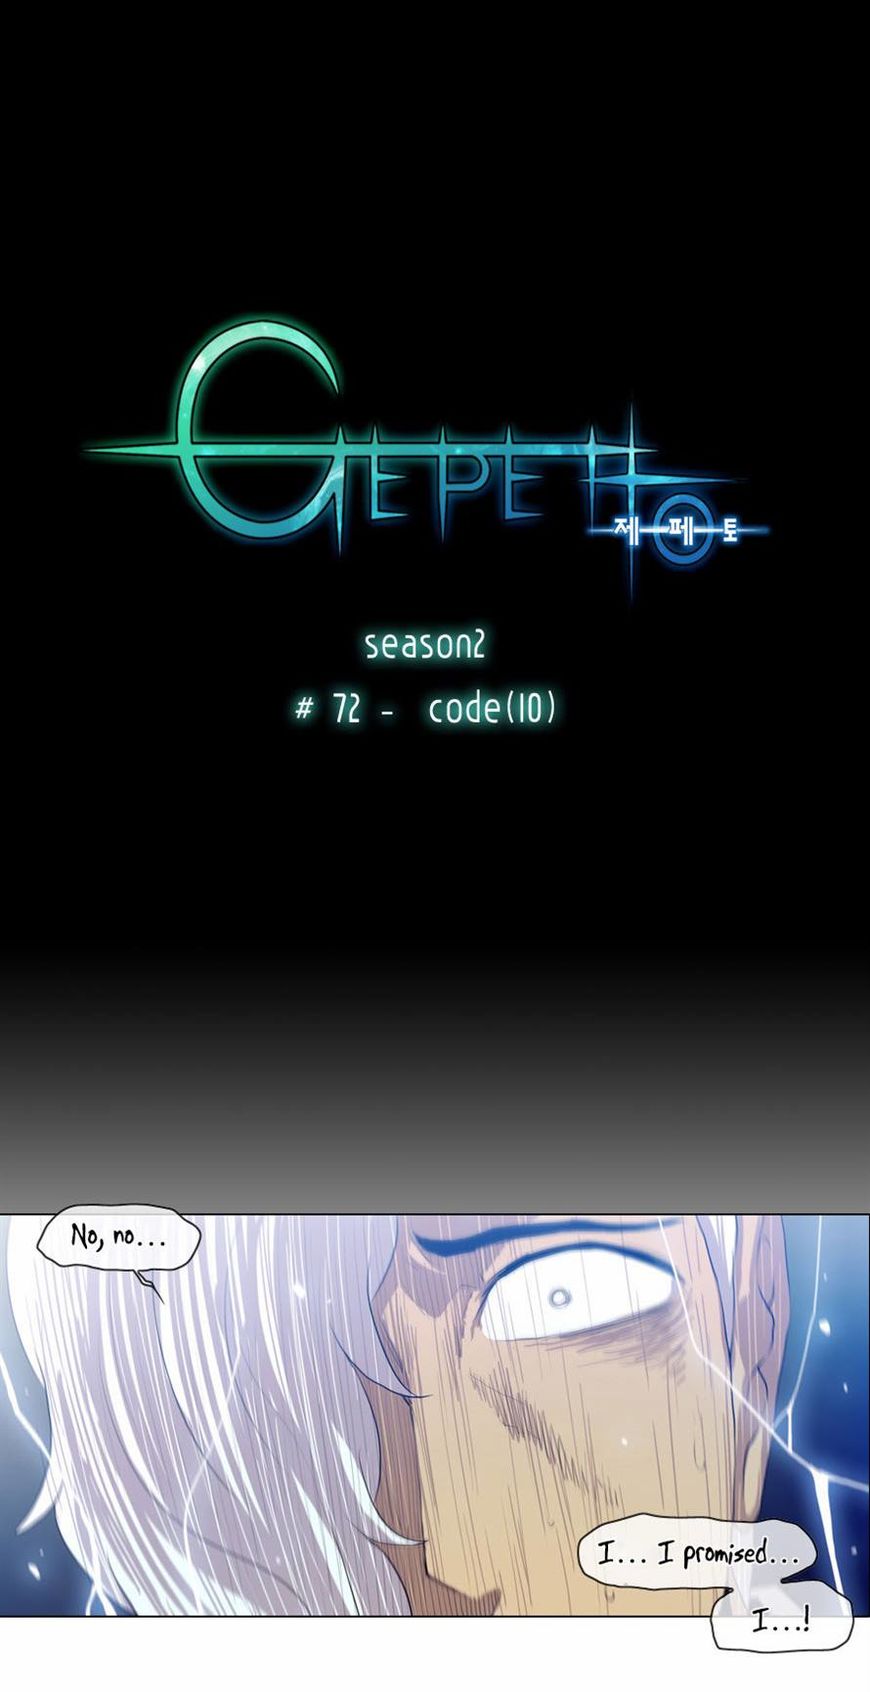 GEPETTO
제페토
season2
# 72 - code(10)
No, no...
I... I promised...
I...!